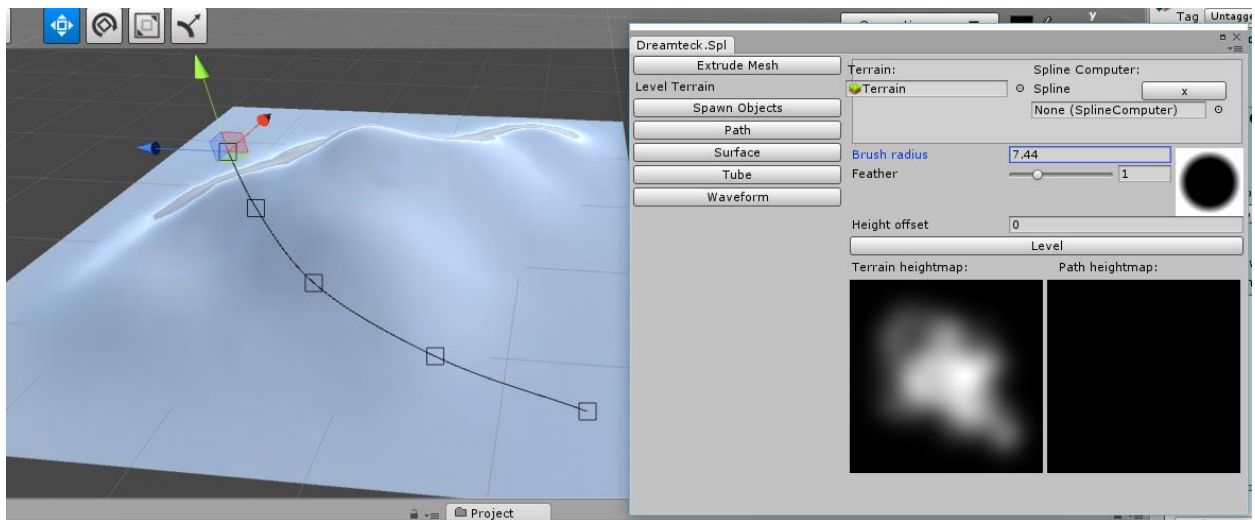 y
Tag Untagge
Dreamteck.Spl
Extrude Mesh
Level Terrain
Spawn Objects
Path
Surface
Tube
Waveform
Terrain: Spline Computer:
Terrain Spline x
None (SplineComputer)
Brush radius 7.44
Feather 1
Height offset 0
Level
Terrain heightmap: Path heightmap:
Project